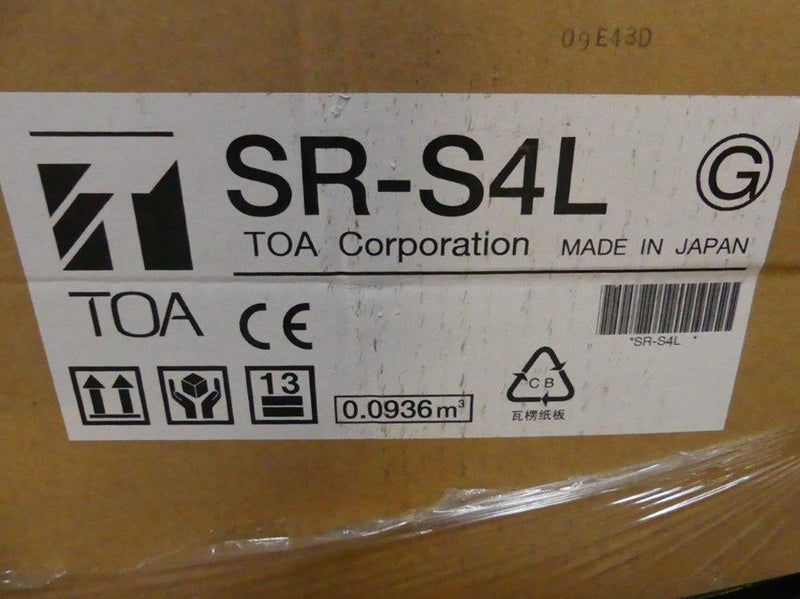 09E43D
SR-S4L
G
TOA Corporation MADE IN JAPAN
TOA CE
*SR-S4L *
13
0.0936m³
CB
瓦楞纸板